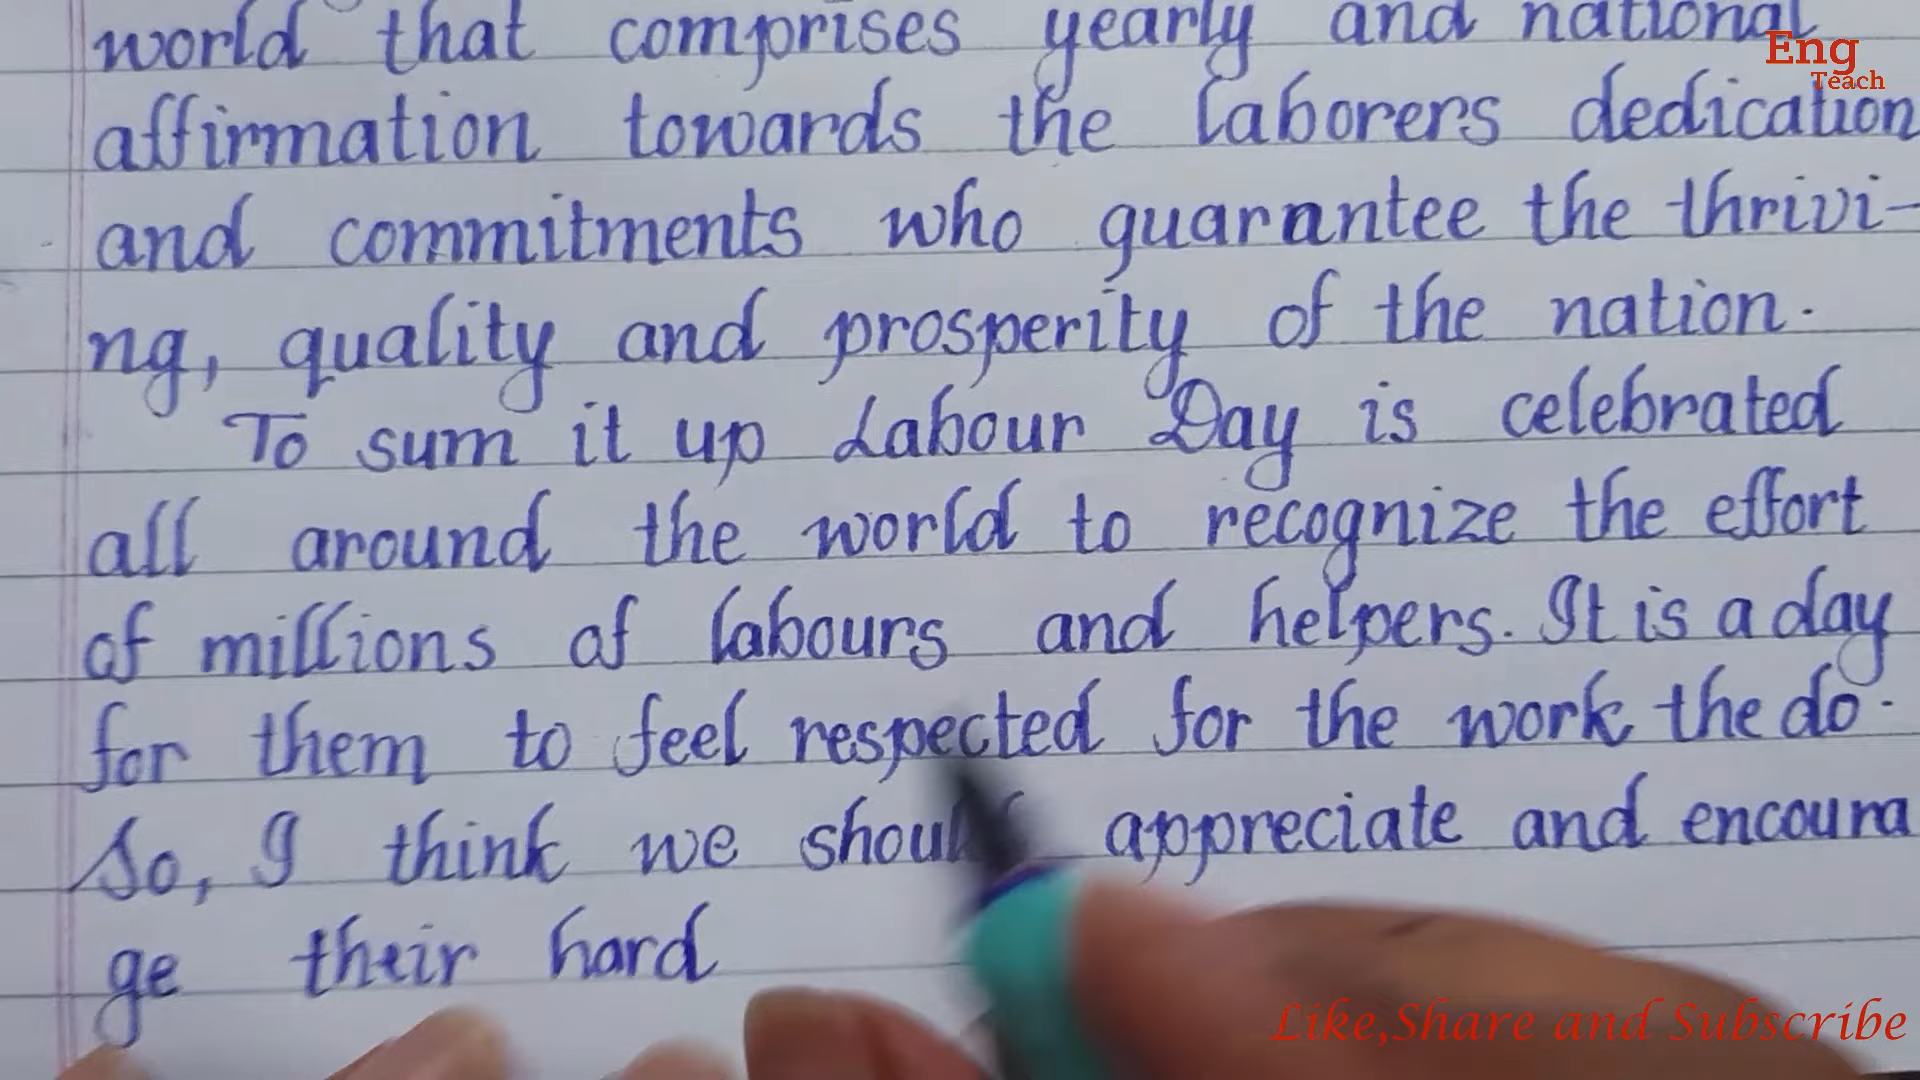 world that comprises yearly and national
Eng
Teach
affirmation towards the laborers dedication
and commitments who guarantee the thrivi-
ng, quality and prosperity of the nation.
To sum it up Labour Day is celebrated
all around the world to recognize the effort
of millions of labours and helpers. It is a day
for them to feel respected for the work the do.
So, I think we should appreciate and encoura
ge their hard
Like,Share and Subscribe